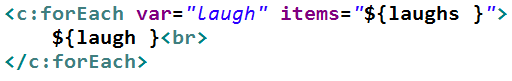 <c:forEach var="laugh" items="${laughs }">
    ${laugh }<br>
</c:forEach>